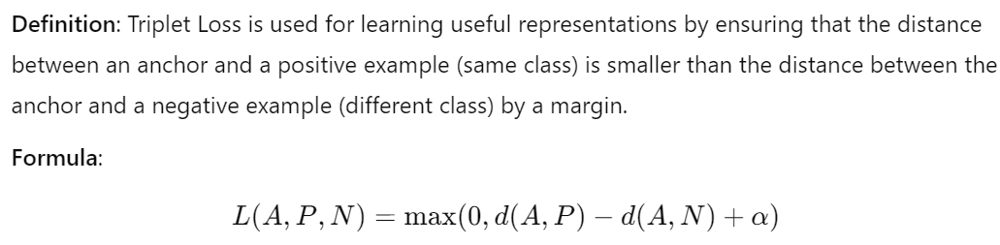 Definition: Triplet Loss is used for learning useful representations by ensuring that the distance
between an anchor and a positive example (same class) is smaller than the distance between the
anchor and a negative example (different class) by a margin.
Formula:
L(A, P, N) = max(0, d(A, P) − d(A, N) + α)